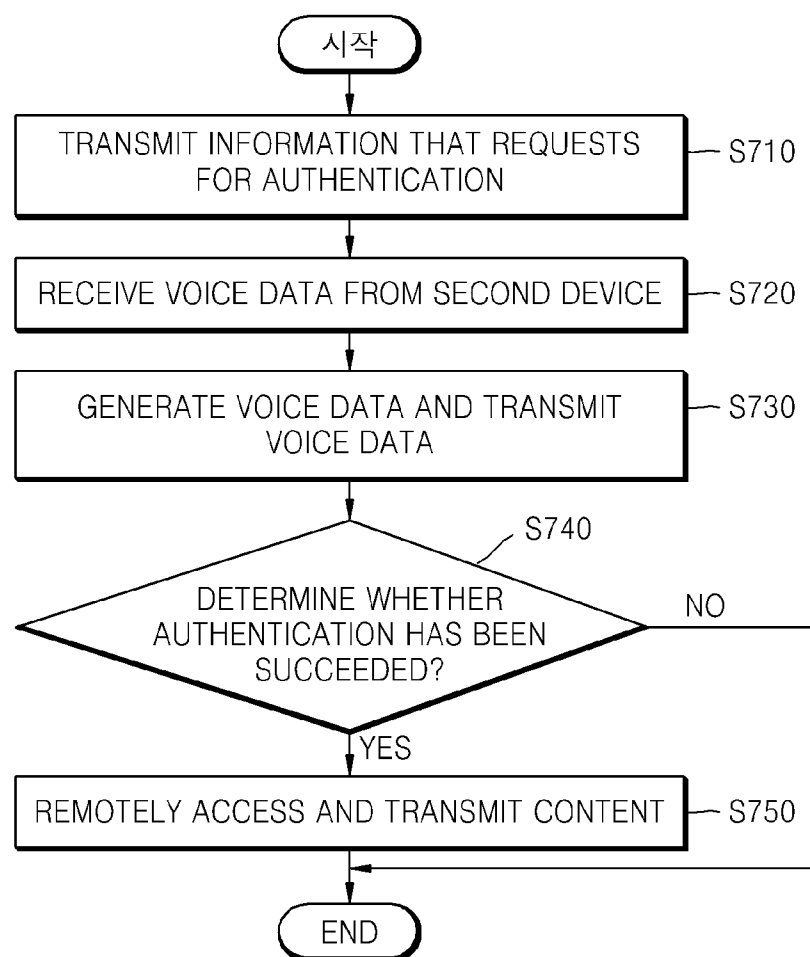 시작
TRANSMIT INFORMATION THAT REQUESTS
FOR AUTHENTICATION
S710
RECEIVE VOICE DATA FROM SECOND DEVICE
S720
GENERATE VOICE DATA AND TRANSMIT
VOICE DATA
S730
S740
DETERMINE WHETHER
AUTHENTICATION HAS BEEN
SUCCEEDED?
NO
YES
REMOTELY ACCESS AND TRANSMIT CONTENT
S750
END